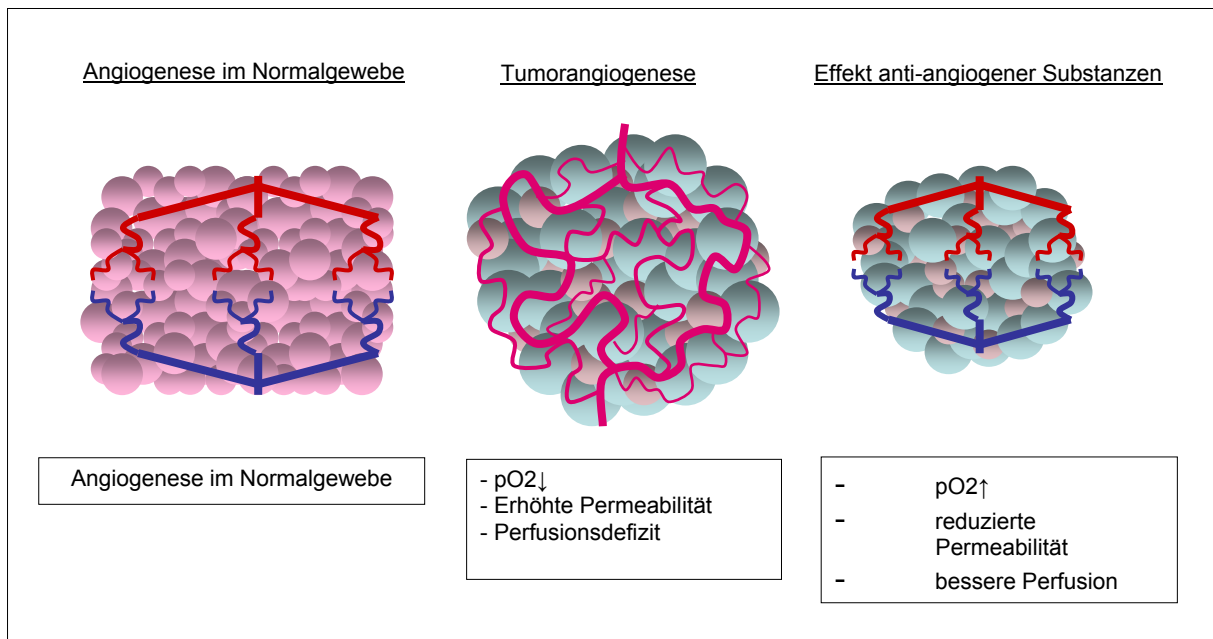 Angiogenese im Normalgewebe
Tumorangiogenese
Effekt anti-angiogener Substanzen
Angiogenese im Normalgewebe
- pO2↓
- Erhöhte Permeabilität
- Perfusionsdefizit
- pO2↑
- reduzierte
Permeabilität
- bessere Perfusion